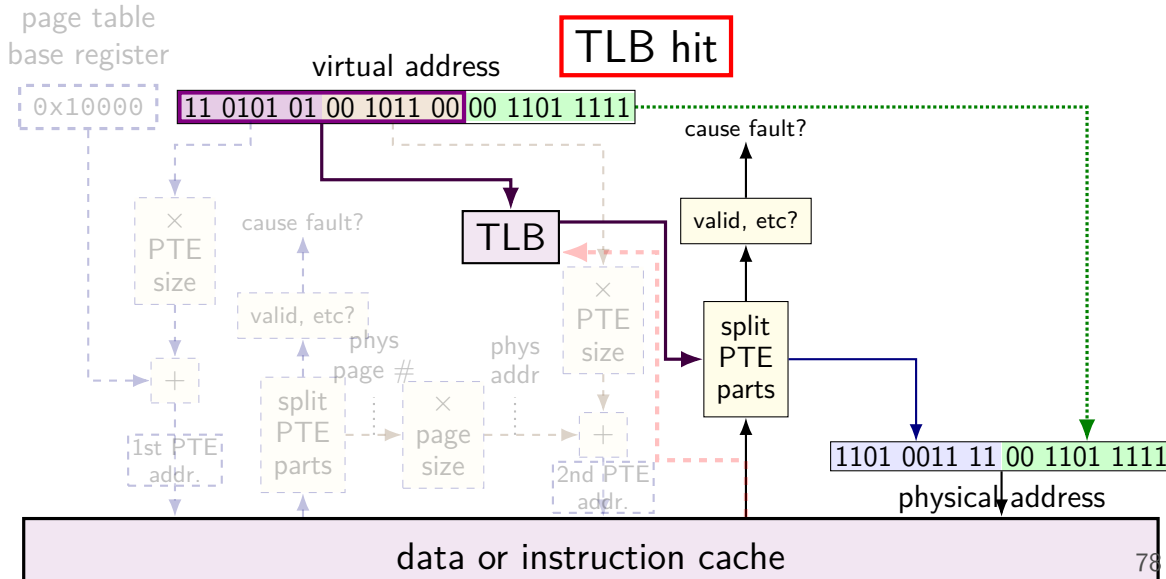 page table
base register
0x10000
virtual address
TLB hit
11 0101 01 00 1011 00 00 1101 1111
cause fault?
×
PTE
size
cause fault?
TLB
valid, etc?
×
PTE
size
valid, etc?
phys
page #
phys
addr
split
PTE
parts
+
split
PTE
parts
×
page
size
+
1st PTE
addr.
2nd PTE
addr.
1101 0011 11 00 1101 1111
physical address
data or instruction cache
78